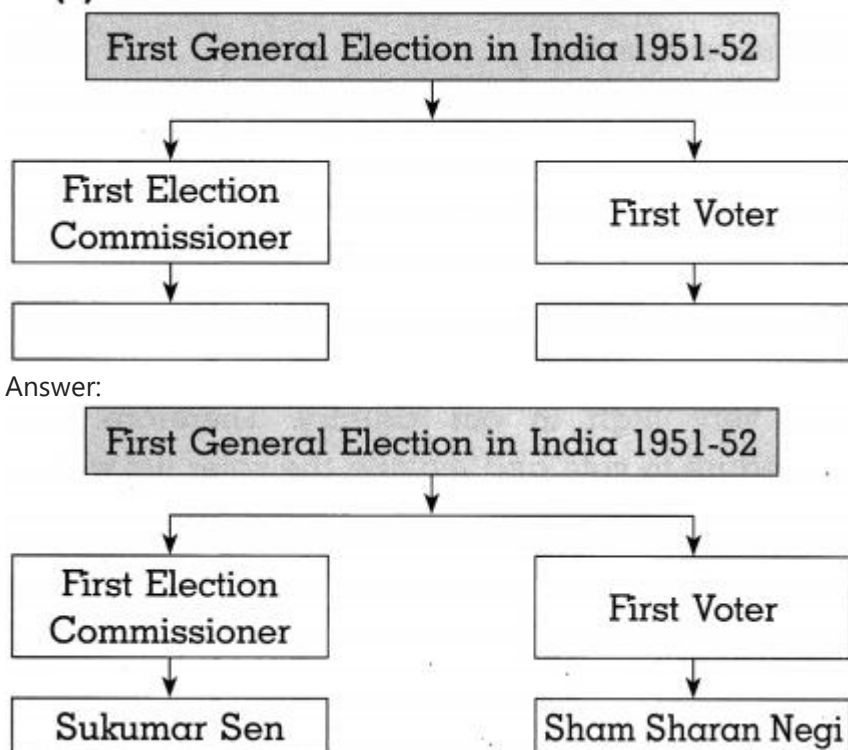 First General Election in India 1951-52
First Election
Commissioner
First Voter
Answer:
First General Election in India 1951-52
First Election
Commissioner
First Voter
Sukumar Sen
Sham Sharan Negi